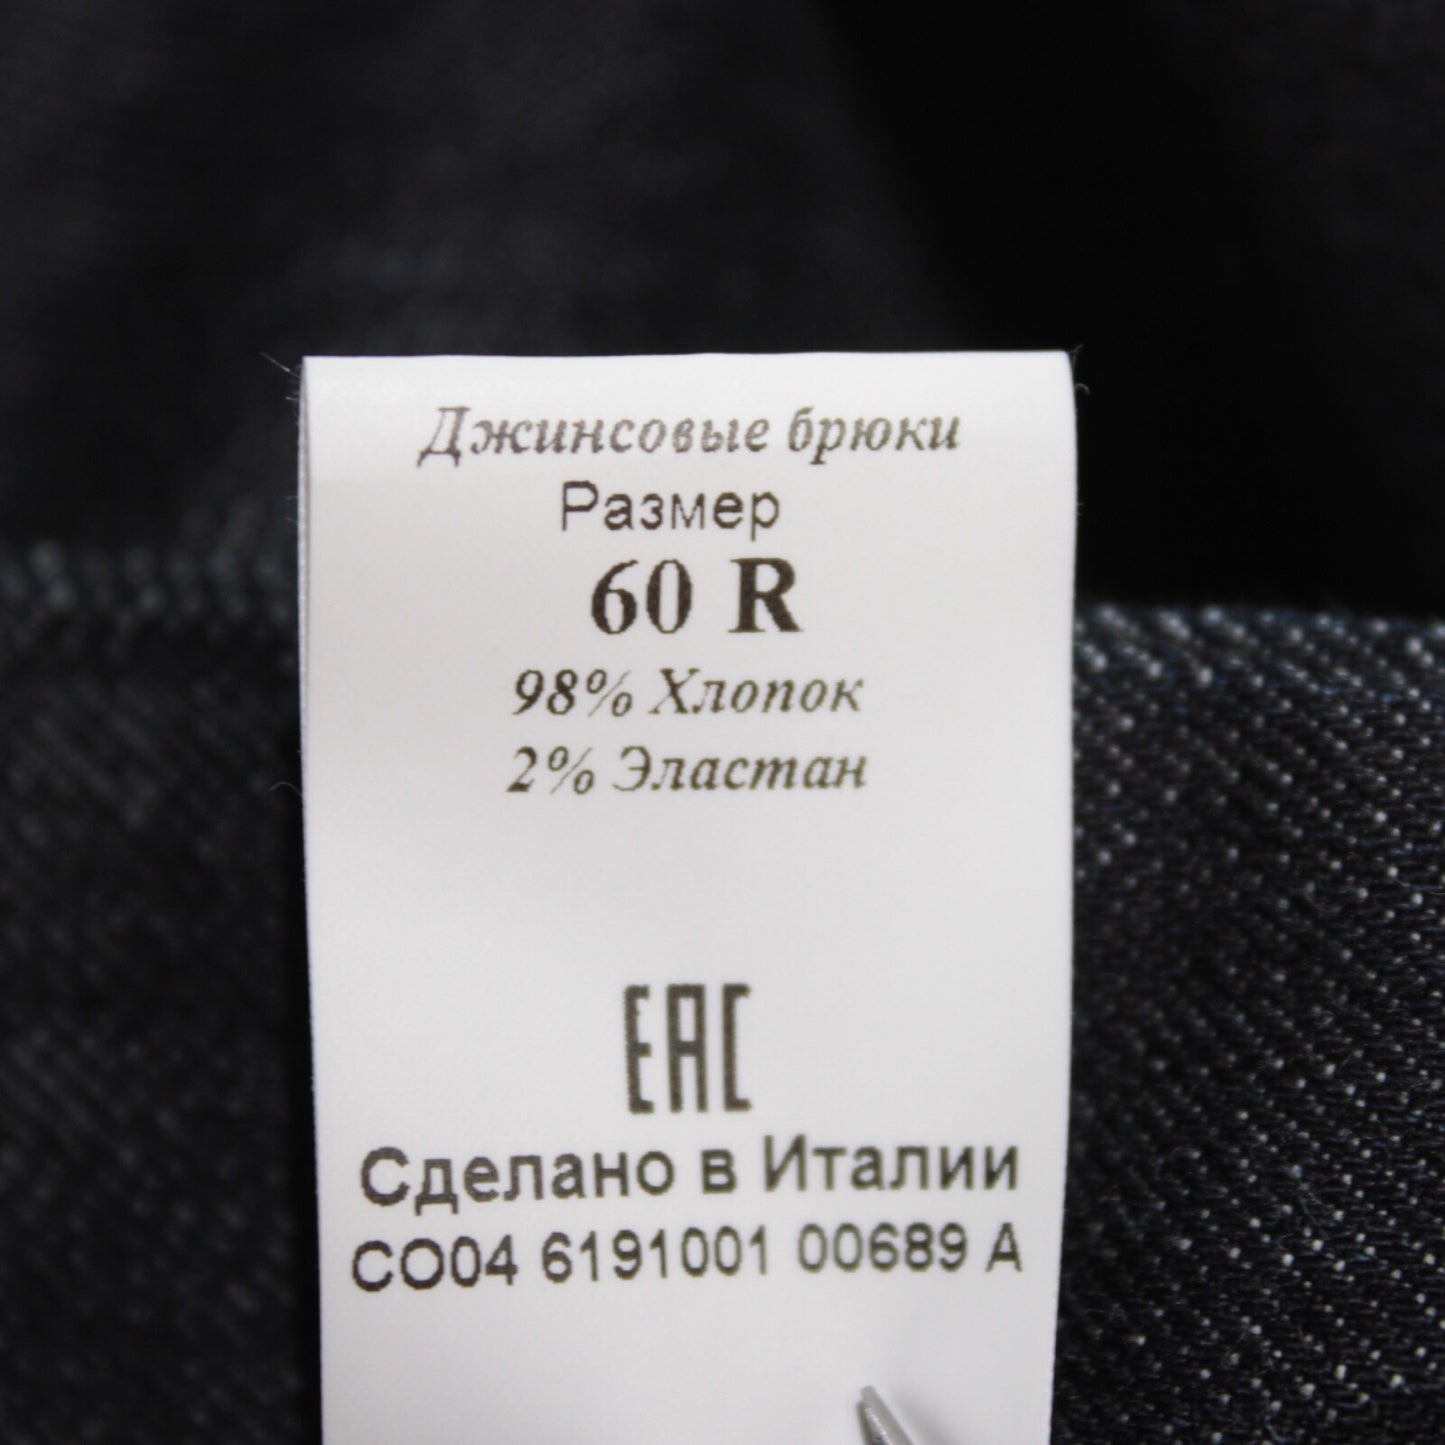 Джинсовые брюки
Размер
60 R
98% Хлопок
2% Эластан
EAC
Сделано в Италии
CO04 6191001 00689 A